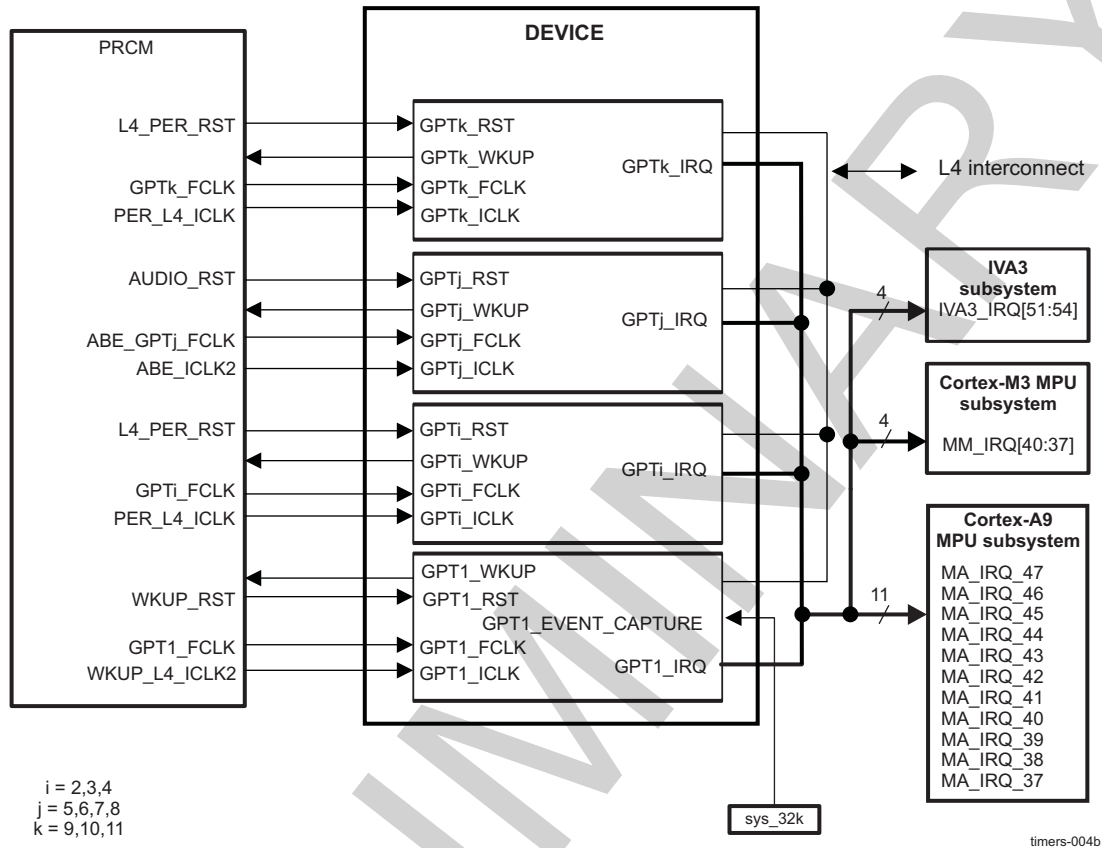 DEVICE
PRCM
L4_PER_RST
GPTk_RST
GPTk_WKUP
GPTk_IRQ
L4 interconnect
GPTk_FCLK
GPTk_FCLK
PER_L4_ICLK
GPTk_ICLK
AUDIO_RST
GPTj_RST
GPTj_WKUP
GPTj_IRQ
ABE_GPTj_FCLK
GPTj_FCLK
ABE_ICLK2
GPTj_ICLK
IVA3
subsystem
IVA3_IRQ[51:54]
4
Cortex-M3 MPU
subsystem
MM_IRQ[40:37]
4
L4_PER_RST
GPTi_RST
GPTi_WKUP
GPTi_IRQ
GPTi_FCLK
GPTi_FCLK
PER_L4_ICLK
GPTi_ICLK
GPT1_WKUP
WKUP_RST
GPT1_RST
GPT1_EVENT_CAPTURE
GPT1_FCLK
GPT1_FCLK
WKUP_L4_ICLK2
GPT1_ICLK
GPT1_IRQ
11
Cortex-A9
MPU subsystem
MA_IRQ_47
MA_IRQ_46
MA_IRQ_45
MA_IRQ_44
MA_IRQ_43
MA_IRQ_42
MA_IRQ_41
MA_IRQ_40
MA_IRQ_39
MA_IRQ_38
MA_IRQ_37
i = 2,3,4
j = 5,6,7,8
k = 9,10,11
sys_32k
timers-004b
IMINARY